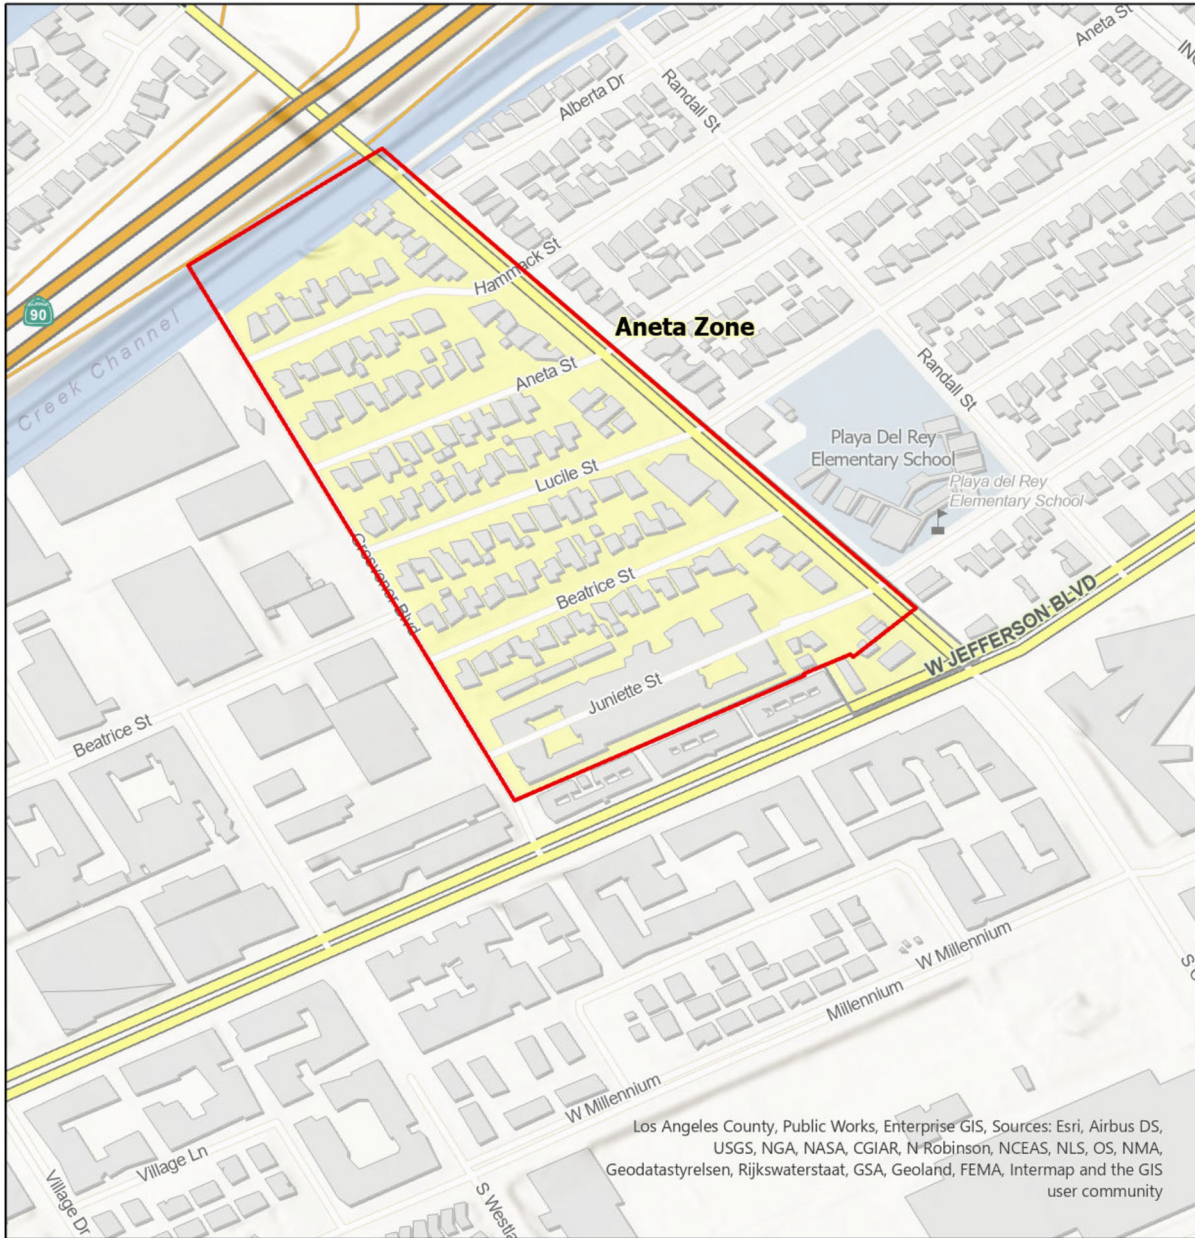 Aneta St
Alberta Dr
Randall St
Hammack St
90
Creek Channel
Aneta Zone
Aneta St
Randall St
Playa Del Rey
Elementary School
Playa del Rey
Elementary School
Lucile St
Grosvenor Blvd
Beatrice St
W JEFFERSON BLVD
Juniette St
Beatrice St
W Millennium
Millennium
W Millennium
Village Ln
Village Dr
Los Angeles County, Public Works, Enterprise GIS, Sources: Esri, Airbus DS,
USGS, NGA, NASA, CGIAR, N Robinson, NCEAS, NLS, OS, NMA,
Geodatastyrelsen, Rijkswaterstaat, GSA, Geoland, FEMA, Intermap and the GIS
user community